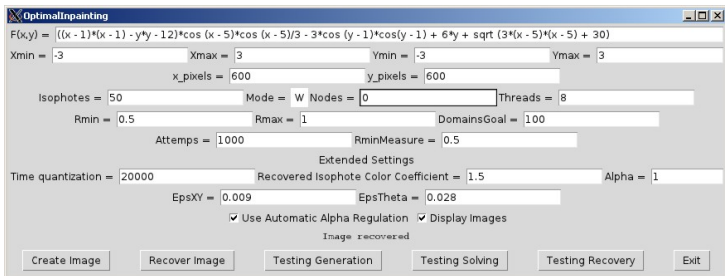 OptimalInpainting
F(x,y) = ((x - 1)*(x - 1) - y*y - 12)*cos (x - 5)*cos (x - 5)/3 - 3*cos (y - 1)*cos(y - 1) + 6*y + sqrt (3*(x - 5)*(x - 5) + 30)
Xmin = -3 Xmax = 3 Ymin = -3 Ymax = 3
x_pixels = 600 y_pixels = 600
Isophotes = 50 Mode = W Nodes = 0 Threads = 8
Rmin = 0.5 Rmax = 1 DomainsGoal = 100
Attemps = 1000 RminMeasure = 0.5
Extended Settings
Time quantization = 20000 Recovered Isophote Color Coefficient = 1.5 Alpha = 1
EpsXY = 0.009 EpsTheta = 0.028
Use Automatic Alpha Regulation Display Images
Image recovered
Create Image Recover Image Testing Generation Testing Solving Testing Recovery Exit